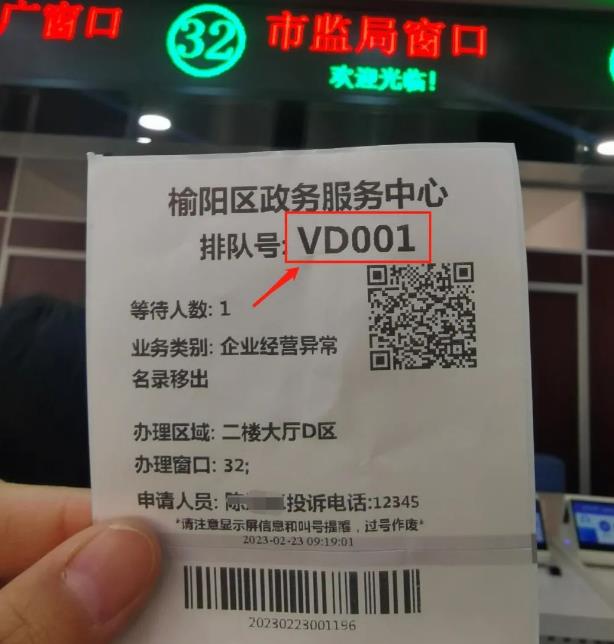 广窗口
32
市监局窗口
欢迎光临!
榆阳区政务服务中心
排队号: VD001
等待人数: 1
业务类别: 企业经营异常
名录移出
办理区域: 二楼大厅D区
办理窗口: 32;
申请人员: 陈 投诉电话:12345
*请注意显示屏信息和叫号提醒，过号作废*
2023-02-23 09:19:01
20230223001196